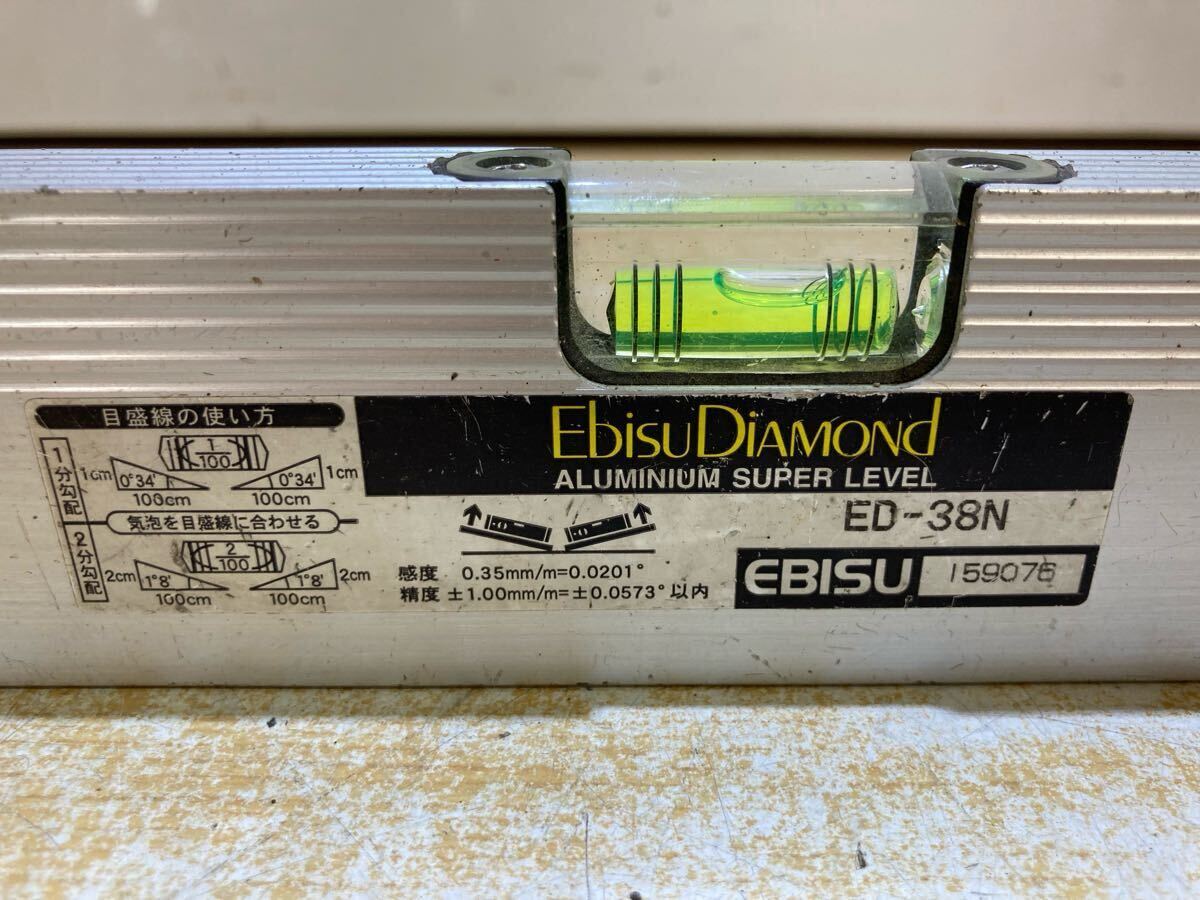 目盛線の使い方
1分勾配
1/100
1cm 0°34' 0°34' 1cm
100cm 100cm
気泡を目盛線に合わせる
2分勾配
2/100
2cm 1°8' 1°8' 2cm
100cm 100cm
EbisuDiAMONd
ALUMINIUM SUPER LEVEL
ED-38N
感度 0.35mm/m=0.0201°
精度 ±1.00mm/m=±0.0573°以内
EBISU 159076